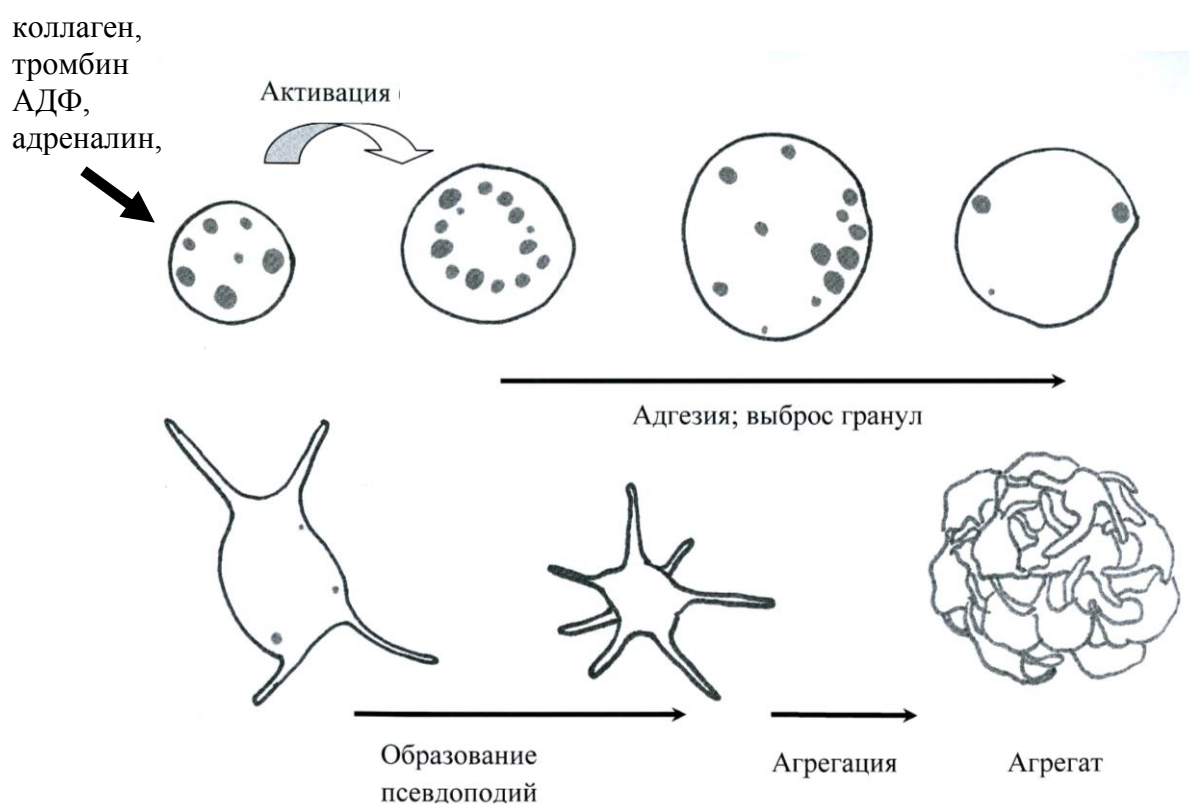 коллаген,
тромбин
АДФ,
адреналин,
Активация
Адгезия; выброс гранул
Образование
псевдоподий
Агрегация
Агрегат